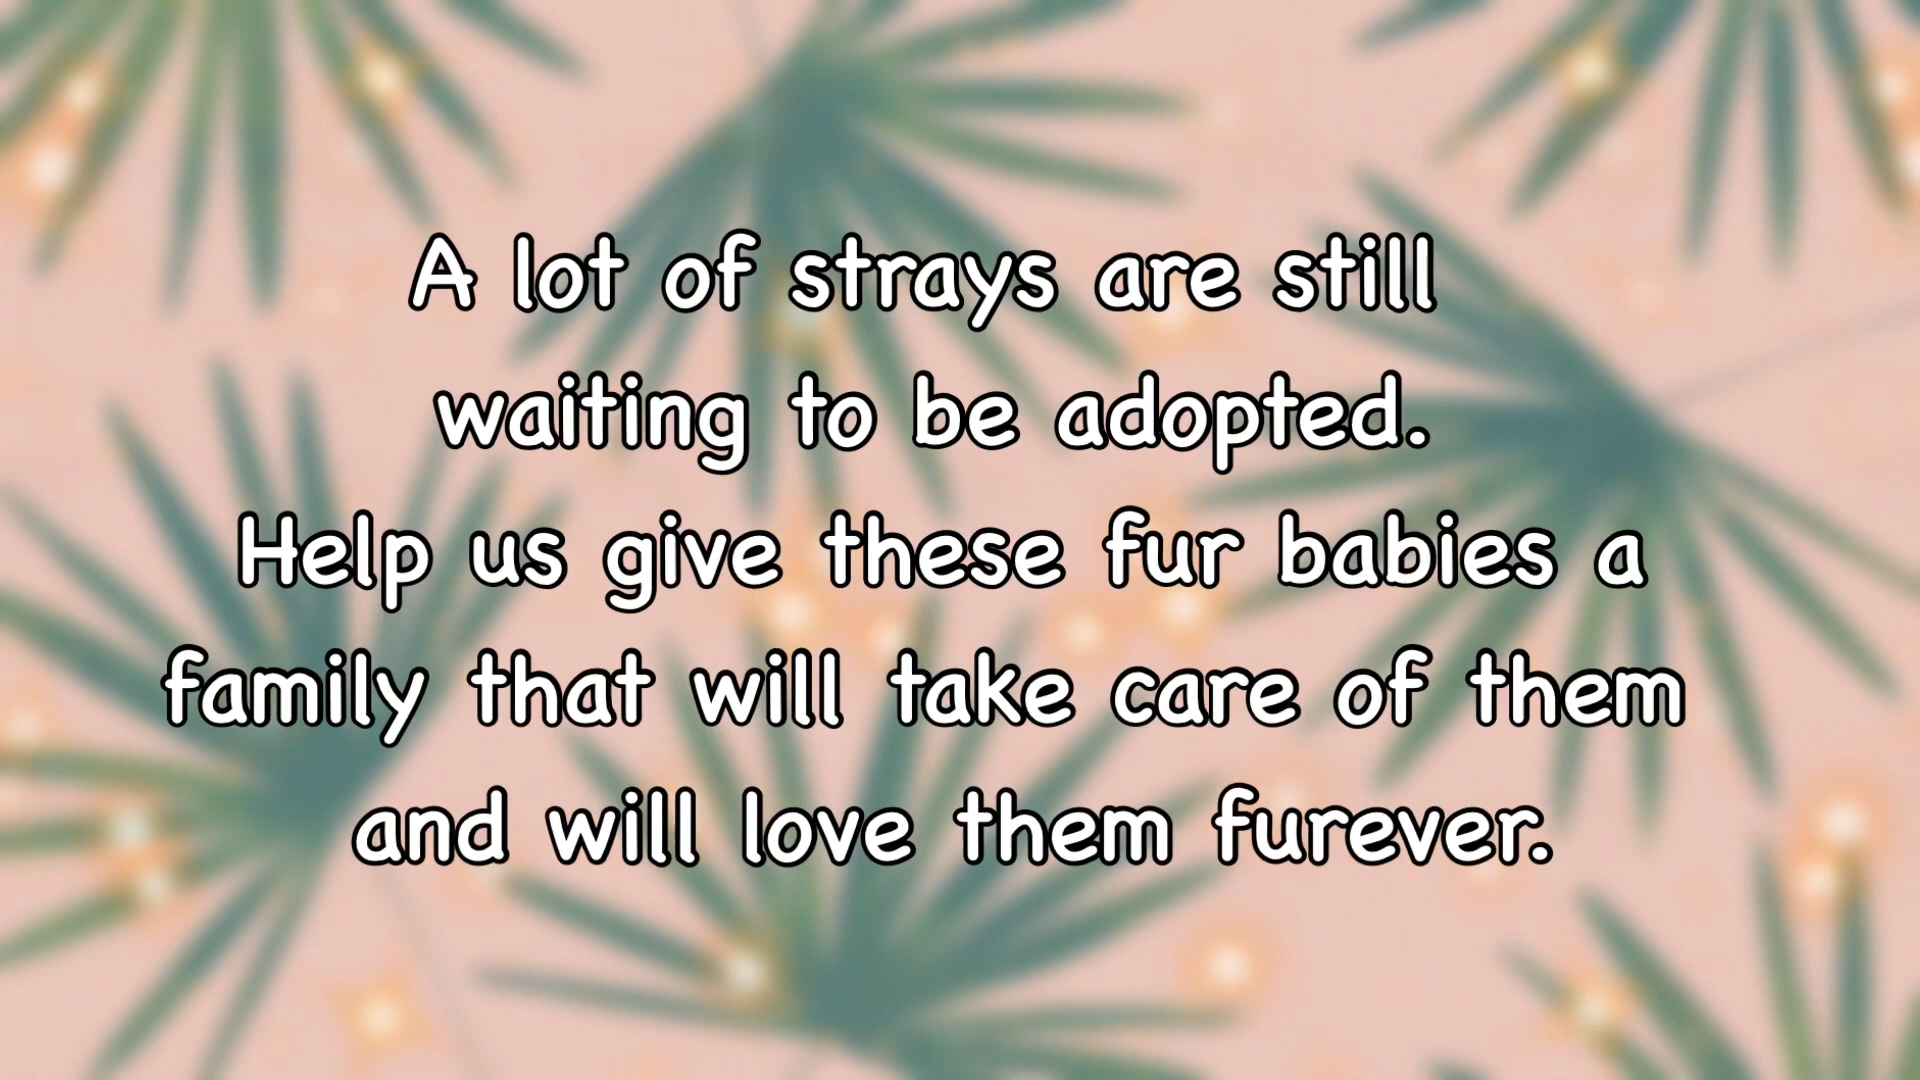 A lot of strays are still
waiting to be adopted.
Help us give these fur babies a
family that will take care of them
and will love them furever.